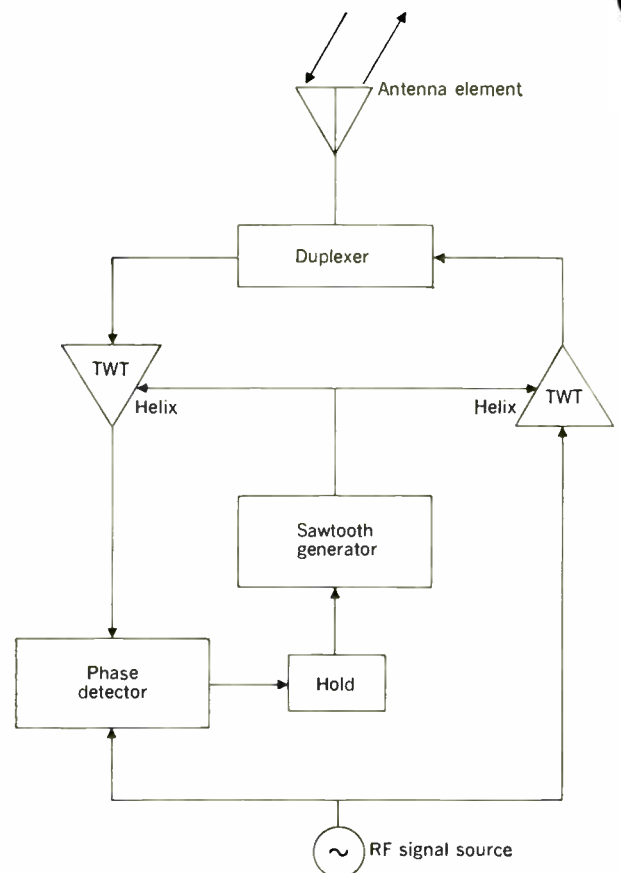 Antenna element
Duplexer
TWT
Helix
Helix
TWT
Sawtooth
generator
Phase
detector
Hold
~
RF signal source